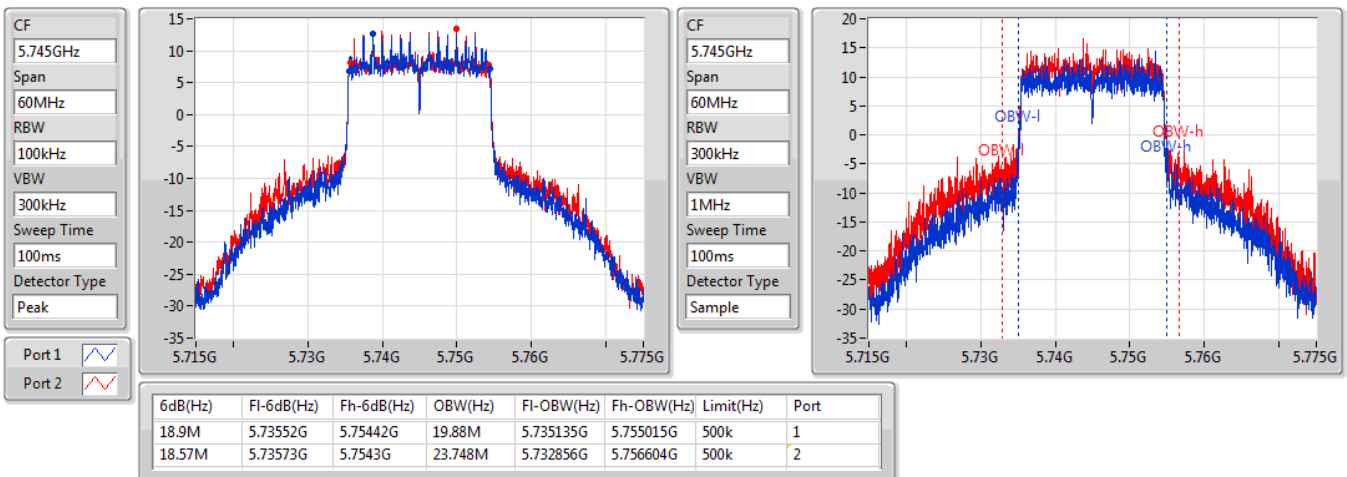 CF
5.745GHz
Span
60MHz
RBW
100kHz
VBW
300kHz
Sweep Time
100ms
Detector Type
Peak
15
10
5
0
-5
-10
-15
-20
-25
-30
-35
5.715G 5.73G 5.74G 5.75G 5.76G 5.775G
Port 1
Port 2
CF
5.745GHz
Span
60MHz
RBW
300kHz
VBW
1MHz
Sweep Time
100ms
Detector Type
Sample
20
15
10
5
0
-5
-10
-15
-20
-25
-30
-35
OBW-l
OBW-l
OBW-h
OBW-h
5.715G 5.73G 5.74G 5.75G 5.76G 5.775G
6dB(Hz) Fl-6dB(Hz) Fh-6dB(Hz) OBW(Hz) Fl-OBW(Hz) Fh-OBW(Hz) Limit(Hz) Port
18.9M 5.73552G 5.75442G 19.88M 5.735135G 5.755015G 500k 1
18.57M 5.73573G 5.7543G 23.748M 5.732856G 5.756604G 500k 2